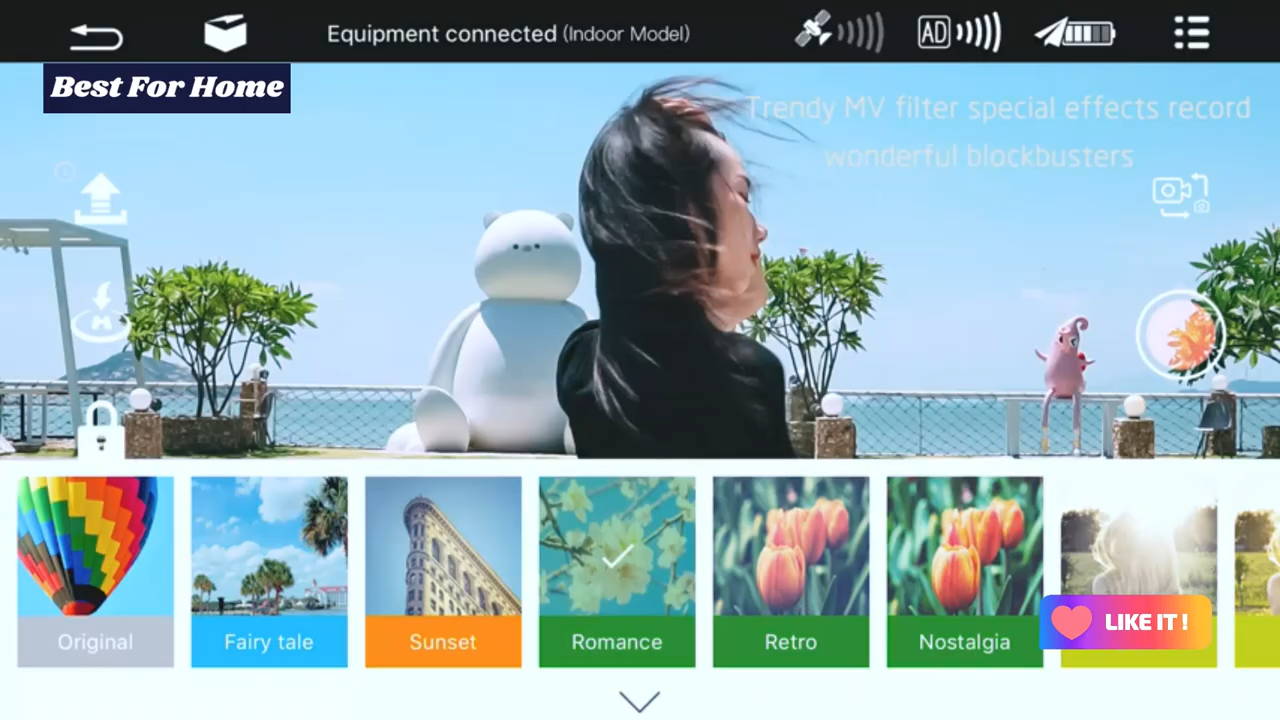 Equipment connected (Indoor Model)
AD
Best For Home
Trendy MV filter special effects record
wonderful blockbusters
Original
Fairy tale
Sunset
Romance
Retro
Nostalgia
LIKE IT !